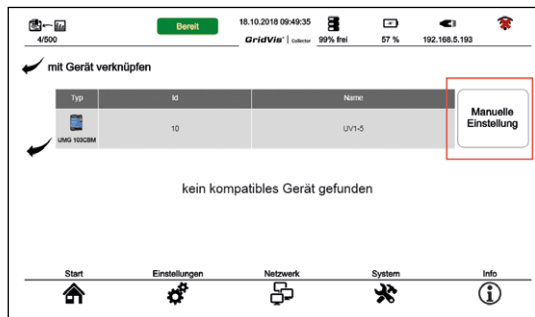 4/500
Bereit
18.10.2018 09:49:35
GridVis® | Collector
99% frei
57 %
192.168.5.193
mit Gerät verknüpfen
Typ
Id
Name
UMG 103CBM
10
UV1-5
Manuelle
Einstellung
kein kompatibles Gerät gefunden
Start
Einstellungen
Netzwerk
System
Info